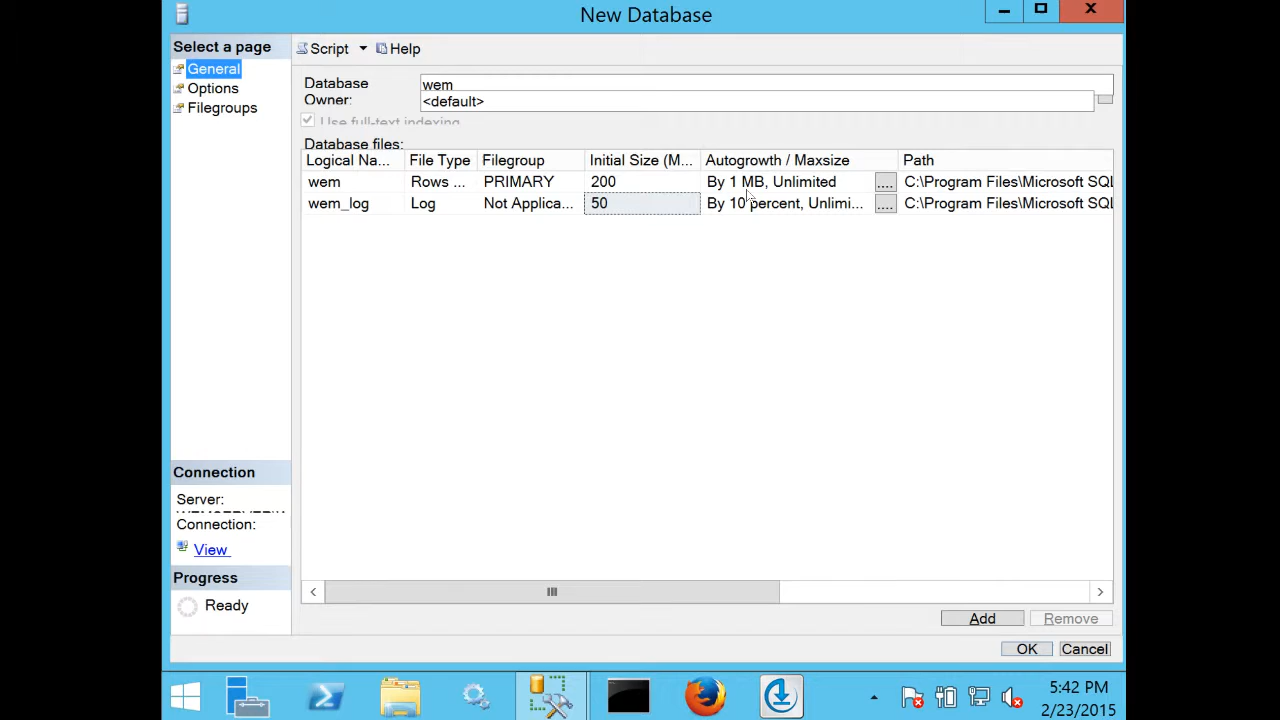 New Database
Select a page
General
Options
Filegroups
Script Help
Database wem
Owner: <default>
Use full-text indexing
Database files:
Logical Na... File Type Filegroup Initial Size (M... Autogrowth / Maxsize Path
wem Rows ... PRIMARY 200 By 1 MB, Unlimited .... C:\Program Files\Microsoft SQL
wem_log Log Not Applica... 50 By 10 percent, Unlimi... .... C:\Program Files\Microsoft SQL
Connection
Server:
Connection:
View
Progress
Ready
Add Remove
OK Cancel
5:42 PM
2/23/2015